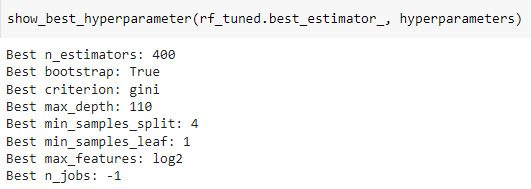 show_best_hyperparameter(rf_tuned.best_estimator_, hyperparameters)
Best n_estimators: 400
Best bootstrap: True
Best criterion: gini
Best max_depth: 110
Best min_samples_split: 4
Best min_samples_leaf: 1
Best max_features: log2
Best n_jobs: -1